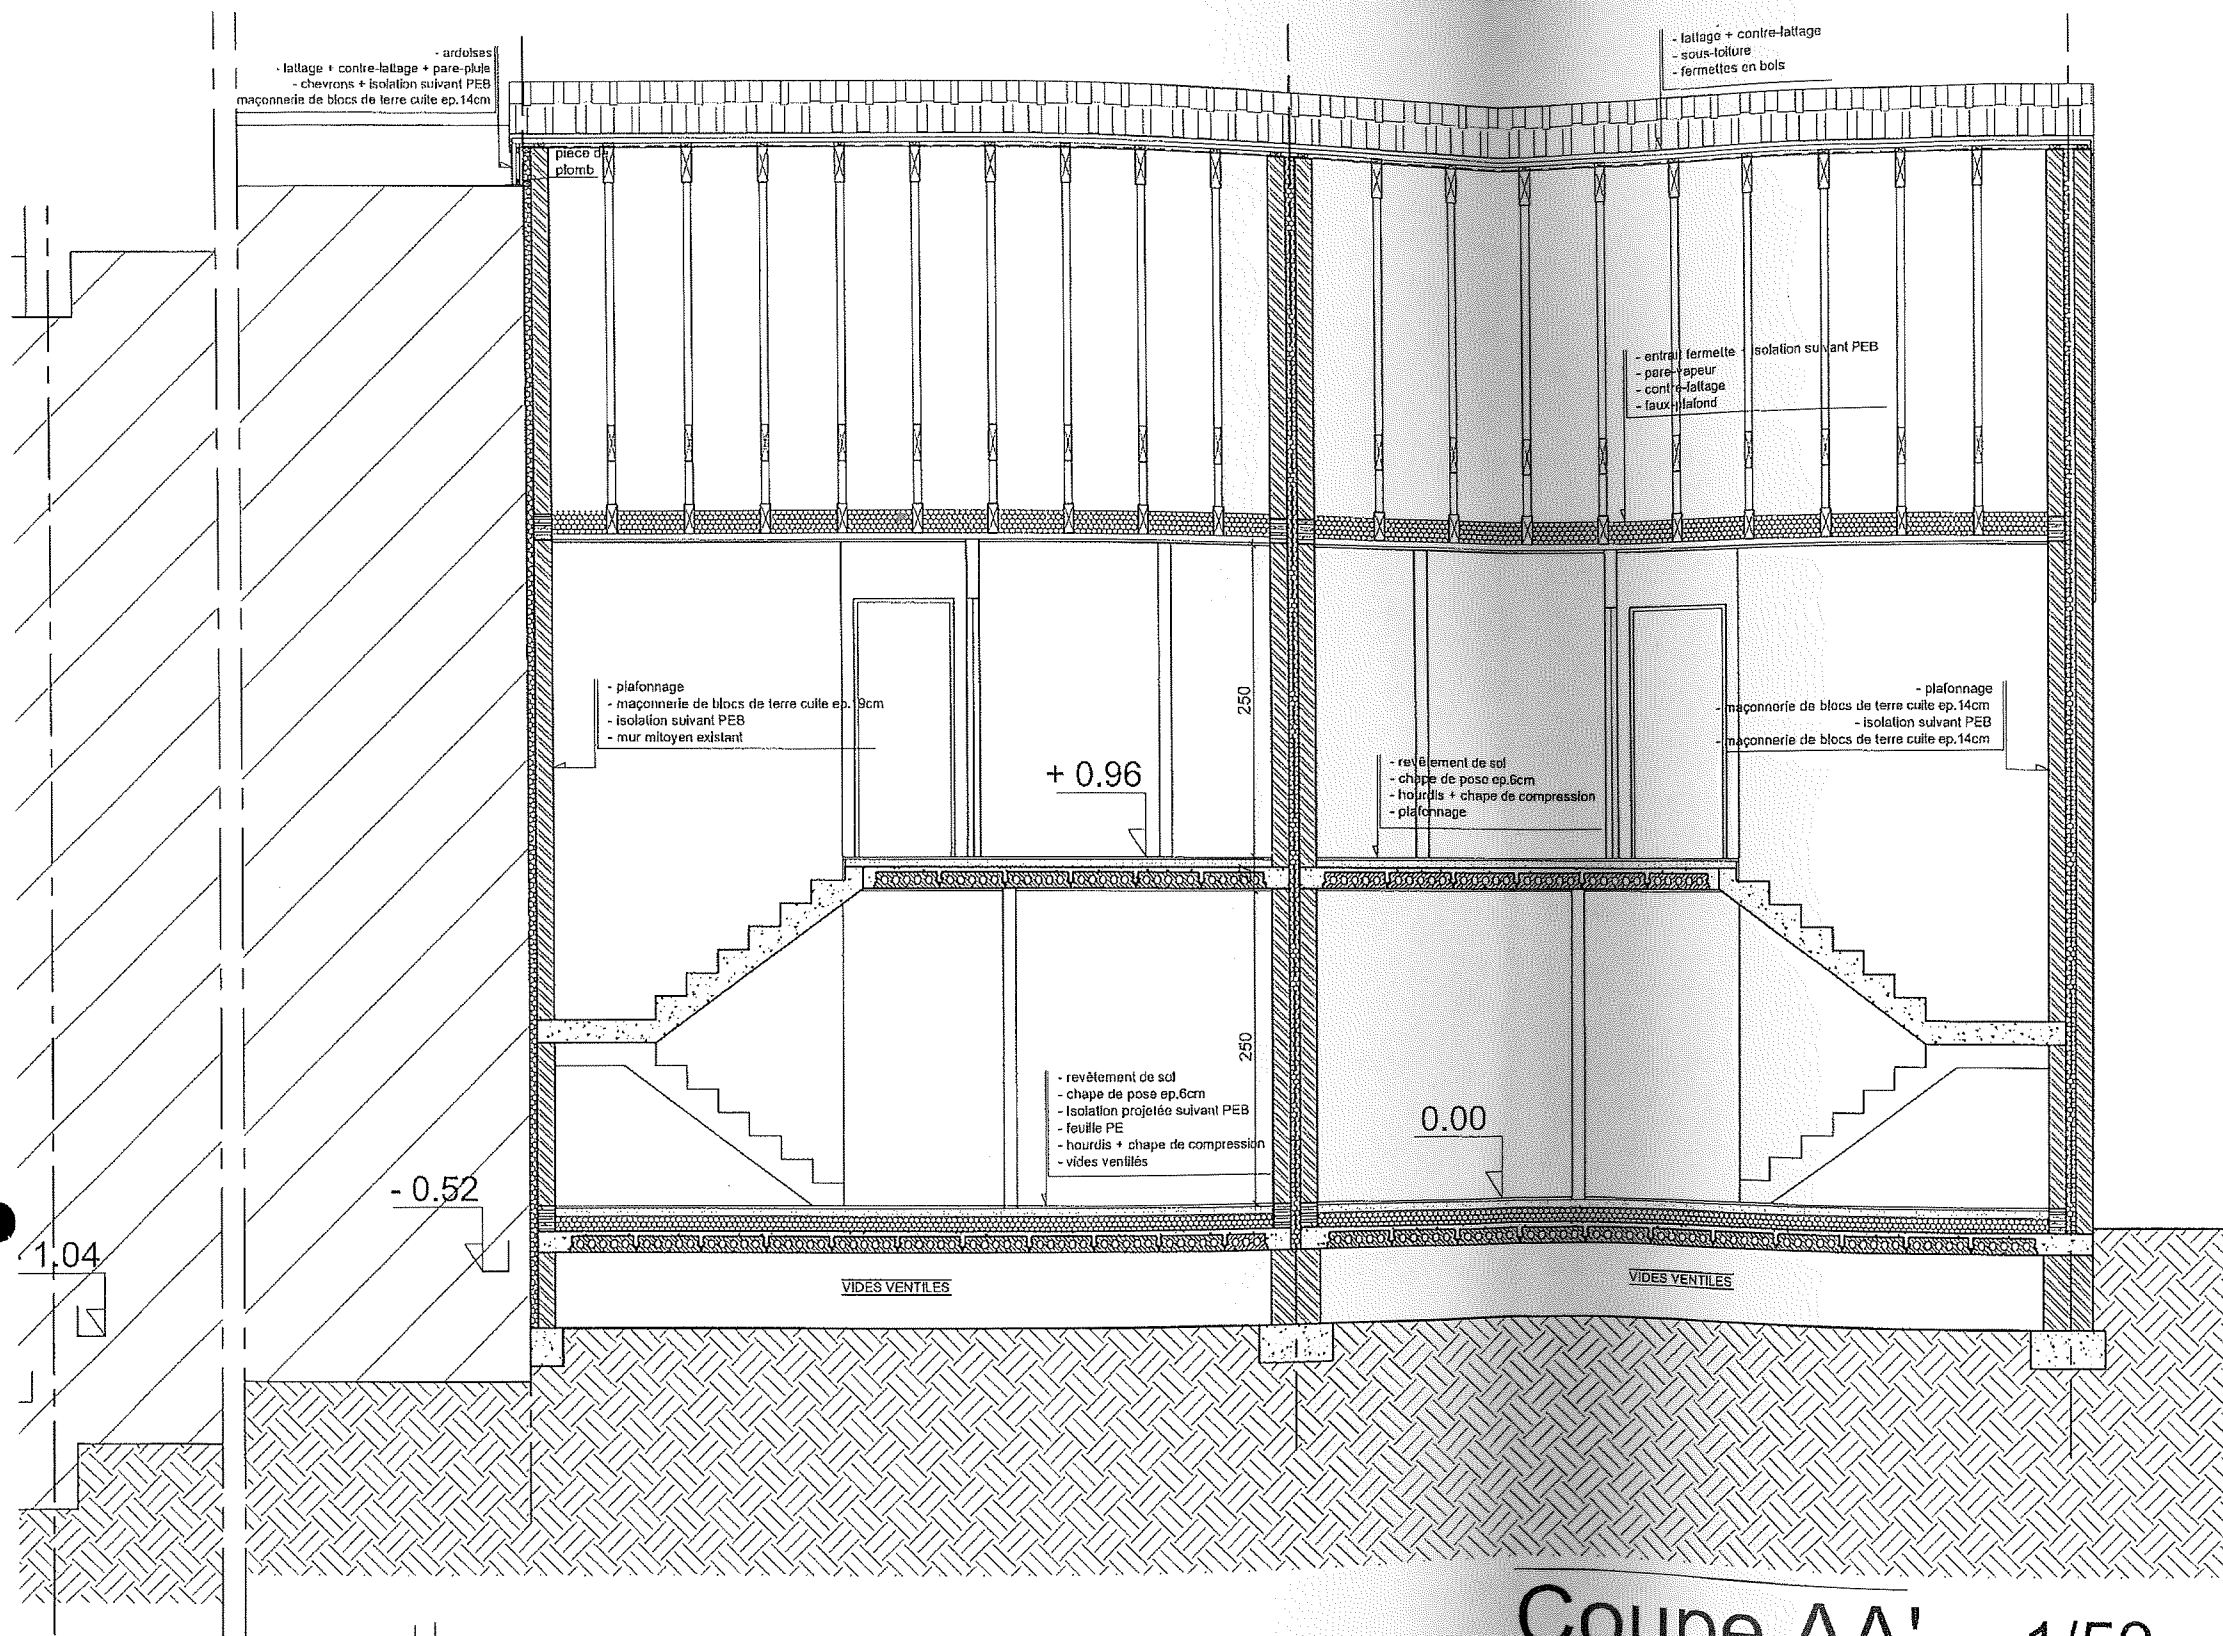 - ardoises
- lattage + contre-lattage + pare-pluie
- chevrons + isolation suivant PEB
maçonnerie de blocs de terre cuite ep.14cm
- lattage + contre-lattage
- sous-toiture
- fermettes en bois
pièce d
plomb
- entrait fermette + isolation suivant PEB
- pare-vapeur
- contre-lattage
- faux-plafond
- plafonnage
- maçonnerie de blocs de terre cuite ep.19cm
- isolation suivant PEB
- mur mitoyen existant
250
- plafonnage
- maçonnerie de blocs de terre cuite ep.14cm
- isolation suivant PEB
- maçonnerie de blocs de terre cuite ep.14cm
+ 0.96
- revêtement de sol
- chape de pose ep.6cm
- hourdis + chape de compression
- plafonnage
250
- revêtement de sol
- chape de pose ep.6cm
- isolation projetée suivant PEB
- feuille PE
- hourdis + chape de compression
- vides ventilés
0.00
- 0.52
1.04
VIDES VENTILES
VIDES VENTILES
Coupe AA'